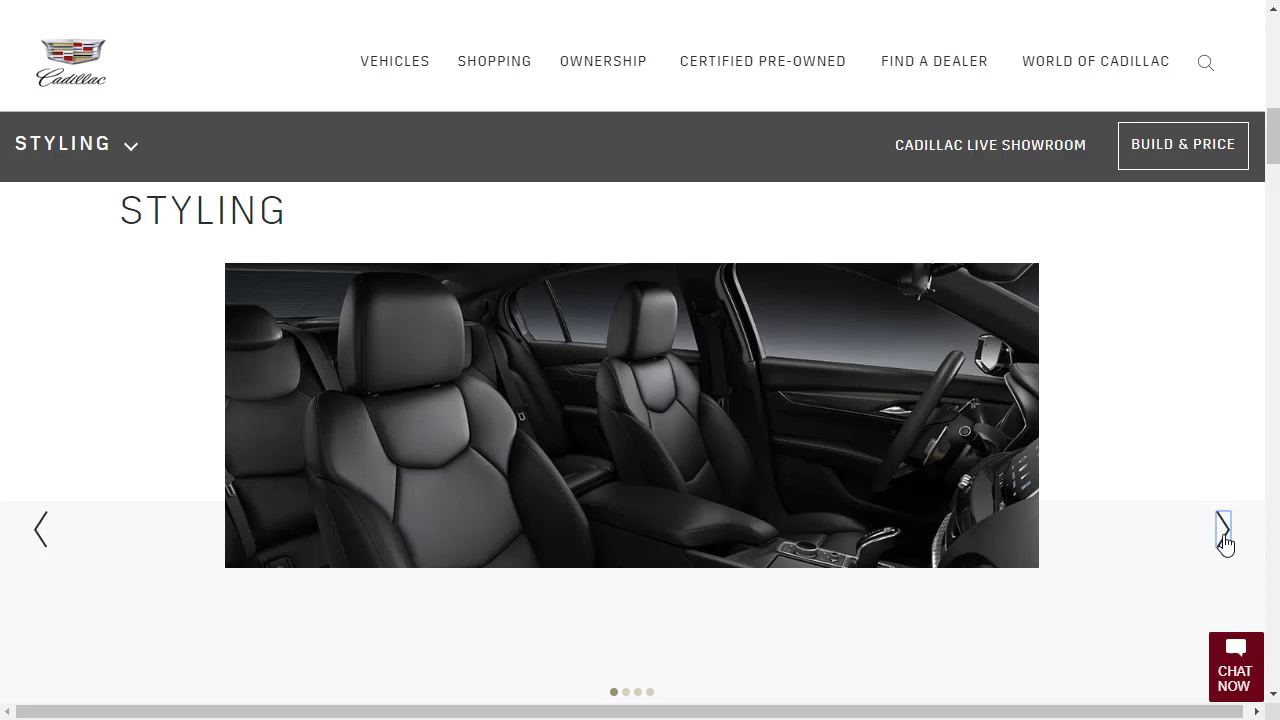 Cadillac
VEHICLES SHOPPING OWNERSHIP CERTIFIED PRE-OWNED FIND A DEALER WORLD OF CADILLAC
STYLING CADILLAC LIVE SHOWROOM BUILD & PRICE
STYLING
CHAT
NOW